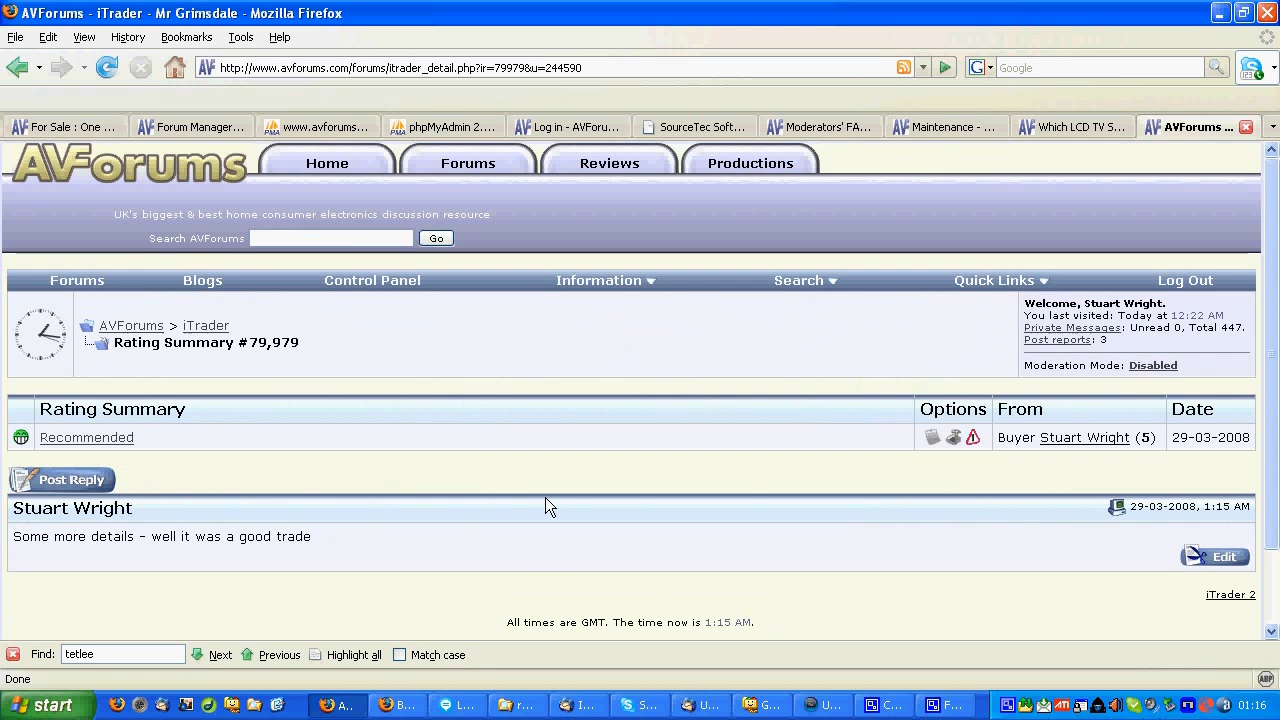 AVForums - iTrader - Mr Grimsdale - Mozilla Firefox
File Edit View History Bookmarks Tools Help
http://www.avforums.com/forums/itrader_detail.php?ir=79979&u=244590
Google
For Sale : One ... Forum Manager... www.avforums... phpMyAdmin 2.... Log in - AVForu... SourceTec Soft... Moderators' FA... Maintenance - ... Which LCD TV S... AVForums ...
AVForums Home Forums Reviews Productions
UK's biggest & best home consumer electronics discussion resource
Search AVForums Go
Forums Blogs Control Panel Information Search Quick Links Log Out
AVForums > iTrader
Rating Summary #79,979
Welcome, Stuart Wright.
You last visited: Today at 12:22 AM
Private Messages: Unread 0, Total 447.
Post reports: 3
Moderation Mode: Disabled
Rating Summary Options From Date
Recommended Buyer Stuart Wright (5) 29-03-2008
Post Reply
Stuart Wright 29-03-2008, 1:15 AM
Some more details - well it was a good trade
Edit
iTrader 2
All times are GMT. The time now is 1:15 AM.
Find: tetlee Next Previous Highlight all Match case
Done ABP
start A... B... L... r... I... S... U... G... U... C... F... 01:16